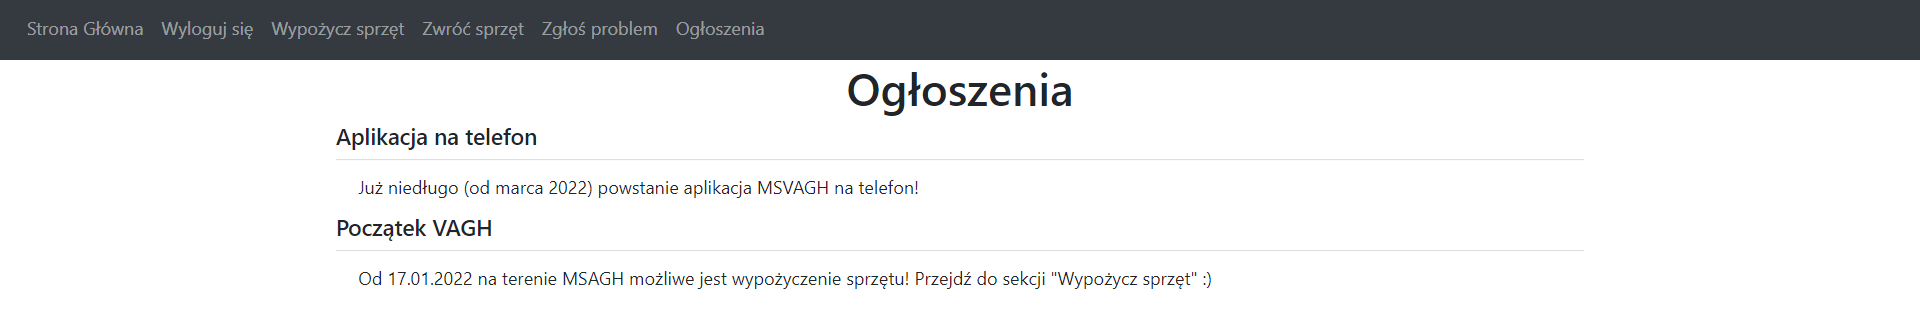 Strona Główna Wyloguj się Wypożycz sprzęt Zwróć sprzęt Zgłoś problem Ogłoszenia
Ogłoszenia
Aplikacja na telefon
Już niedługo (od marca 2022) powstanie aplikacja MSVAGH na telefon!
Początek VAGH
Od 17.01.2022 na terenie MSAGH możliwe jest wypożyczenie sprzętu! Przejdź do sekcji "Wypożycz sprzęt" :)